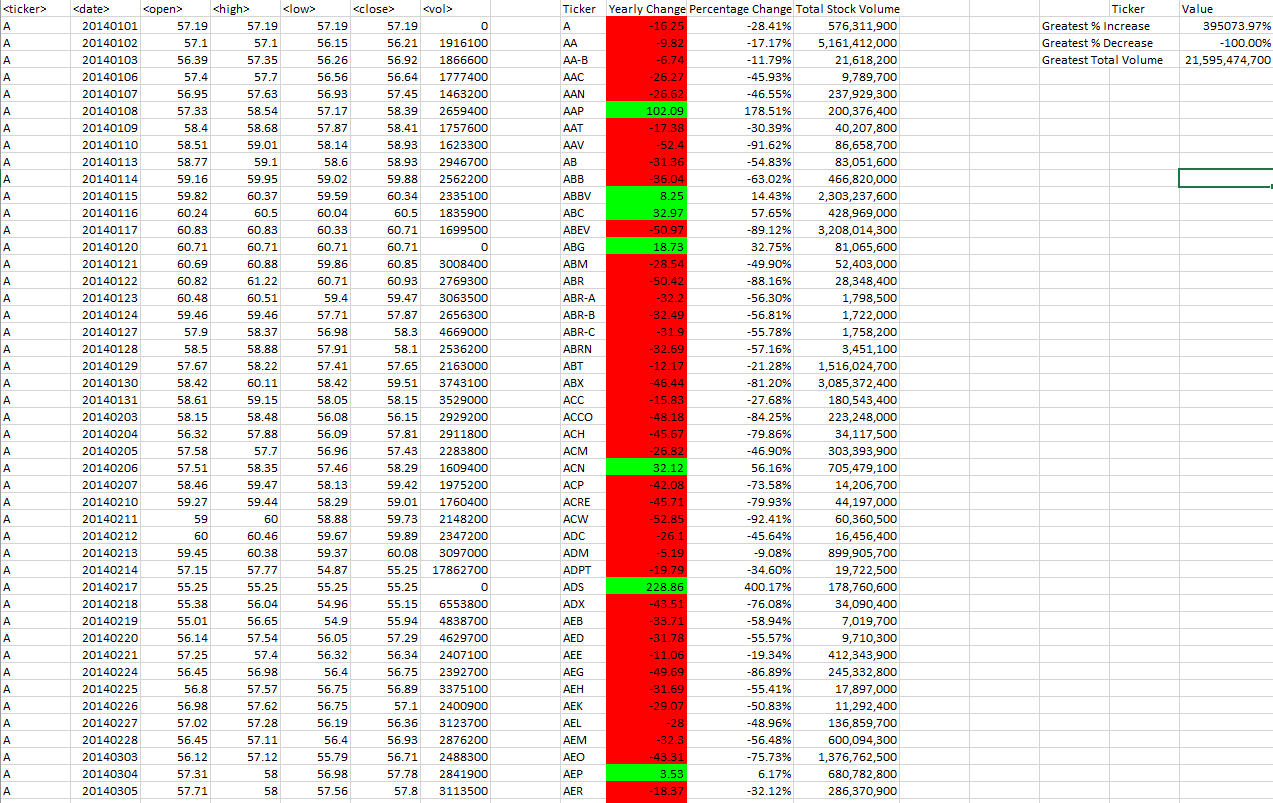 <ticker> <date> <open> <high> <low> <close> <vol> Ticker Yearly Change Percentage Change Total Stock Volume Ticker Value
A 20140101 57.19 57.19 57.19 57.19 0 A -16.25 -28.41% 576,311,900 Greatest % Increase 395073.97%
A 20140102 57.1 57.1 56.15 56.21 1916100 AA -9.82 -17.17% 5,161,412,000 Greatest % Decrease -100.00%
A 20140103 56.39 57.35 56.26 56.92 1866600 AA-B -6.74 -11.79% 21,618,200 Greatest Total Volume 21,595,474,700
A 20140106 57.4 57.7 56.56 56.64 1777400 AAC -26.27 -45.93% 9,789,700
A 20140107 56.95 57.63 56.93 57.45 1463200 AAN -26.62 -46.55% 237,929,300
A 20140108 57.33 58.54 57.17 58.39 2659400 AAP 102.09 178.51% 200,376,400
A 20140109 58.4 58.68 57.87 58.41 1757600 AAT -17.38 -30.39% 40,207,800
A 20140110 58.51 59.01 58.14 58.93 1623300 AAV -52.4 -91.62% 86,658,700
A 20140113 58.77 59.1 58.6 58.93 2946700 AB -31.36 -54.83% 83,051,600
A 20140114 59.16 59.95 59.02 59.88 2562200 ABB -36.04 -63.02% 466,820,000
A 20140115 59.82 60.37 59.59 60.34 2335100 ABBV 8.25 14.43% 2,303,237,600
A 20140116 60.24 60.5 60.04 60.5 1835900 ABC 32.97 57.65% 428,969,000
A 20140117 60.83 60.83 60.33 60.71 1699500 ABEV -50.97 -89.12% 3,208,014,300
A 20140120 60.71 60.71 60.71 60.71 0 ABG 18.73 32.75% 81,065,600
A 20140121 60.69 60.88 59.86 60.85 3008400 ABM -28.54 -49.90% 52,403,000
A 20140122 60.82 61.22 60.71 60.93 2769300 ABR -50.42 -88.16% 28,348,400
A 20140123 60.48 60.51 59.4 59.47 3063500 ABR-A -32.2 -56.30% 1,798,500
A 20140124 59.46 59.46 57.71 57.87 2656300 ABR-B -32.49 -56.81% 1,722,000
A 20140127 57.9 58.37 56.98 58.3 4669000 ABR-C -31.9 -55.78% 1,758,200
A 20140128 58.5 58.88 57.91 58.1 2536200 ABRN -32.69 -57.16% 3,451,100
A 20140129 57.67 58.22 57.41 57.65 2163000 ABT -12.17 -21.28% 1,516,024,700
A 20140130 58.42 60.11 58.42 59.51 3743100 ABX -46.44 -81.20% 3,085,372,400
A 20140131 58.61 59.15 58.05 58.15 3529000 ACC -15.83 -27.68% 180,543,400
A 20140203 58.15 58.48 56.08 56.15 2929200 ACCO -48.18 -84.25% 223,248,000
A 20140204 56.32 57.88 56.09 57.81 2911800 ACH -45.67 -79.86% 34,117,500
A 20140205 57.58 57.7 56.96 57.43 2283800 ACM -26.82 -46.90% 303,393,900
A 20140206 57.51 58.35 57.46 58.29 1609400 ACN 32.12 56.16% 705,479,100
A 20140207 58.46 59.47 58.13 59.42 1975200 ACP -42.08 -73.58% 14,206,700
A 20140210 59.27 59.44 58.29 59.01 1760400 ACRE -45.71 -79.93% 44,197,000
A 20140211 59 60 58.88 59.73 2148200 ACW -52.85 -92.41% 60,360,500
A 20140212 60 60.46 59.67 59.89 2347200 ADC -26.1 -45.64% 16,456,400
A 20140213 59.45 60.38 59.37 60.08 3097000 ADM -5.19 -9.08% 899,905,700
A 20140214 57.15 57.77 54.87 55.25 17862700 ADPT -19.79 -34.60% 19,722,500
A 20140217 55.25 55.25 55.25 55.25 0 ADS 228.86 400.17% 178,760,600
A 20140218 55.38 56.04 54.96 55.15 6553800 ADX -43.51 -76.08% 34,090,400
A 20140219 55.01 56.65 54.9 55.94 4838700 AEB -33.71 -58.94% 7,019,700
A 20140220 56.14 57.54 56.05 57.29 4629700 AED -31.78 -55.57% 9,710,300
A 20140221 57.25 57.4 56.32 56.34 2407100 AEE -11.06 -19.34% 412,343,900
A 20140224 56.45 56.98 56.4 56.75 2392700 AEG -49.69 -86.89% 245,332,800
A 20140225 56.8 57.57 56.75 56.89 3375100 AEH -31.69 -55.41% 17,897,000
A 20140226 56.98 57.62 56.75 57.1 2400900 AEK -29.07 -50.83% 11,292,400
A 20140227 57.02 57.28 56.19 56.36 3123700 AEL -28 -48.96% 136,859,700
A 20140228 56.45 57.11 56.4 56.93 2876200 AEM -32.3 -56.48% 600,094,300
A 20140303 56.12 57.12 55.79 56.71 2488300 AEO -43.31 -75.73% 1,376,762,500
A 20140304 57.31 58 56.98 57.78 2841900 AEP 3.53 6.17% 680,782,800
A 20140305 57.71 58 57.56 57.8 3113500 AER -18.37 -32.12% 286,370,900